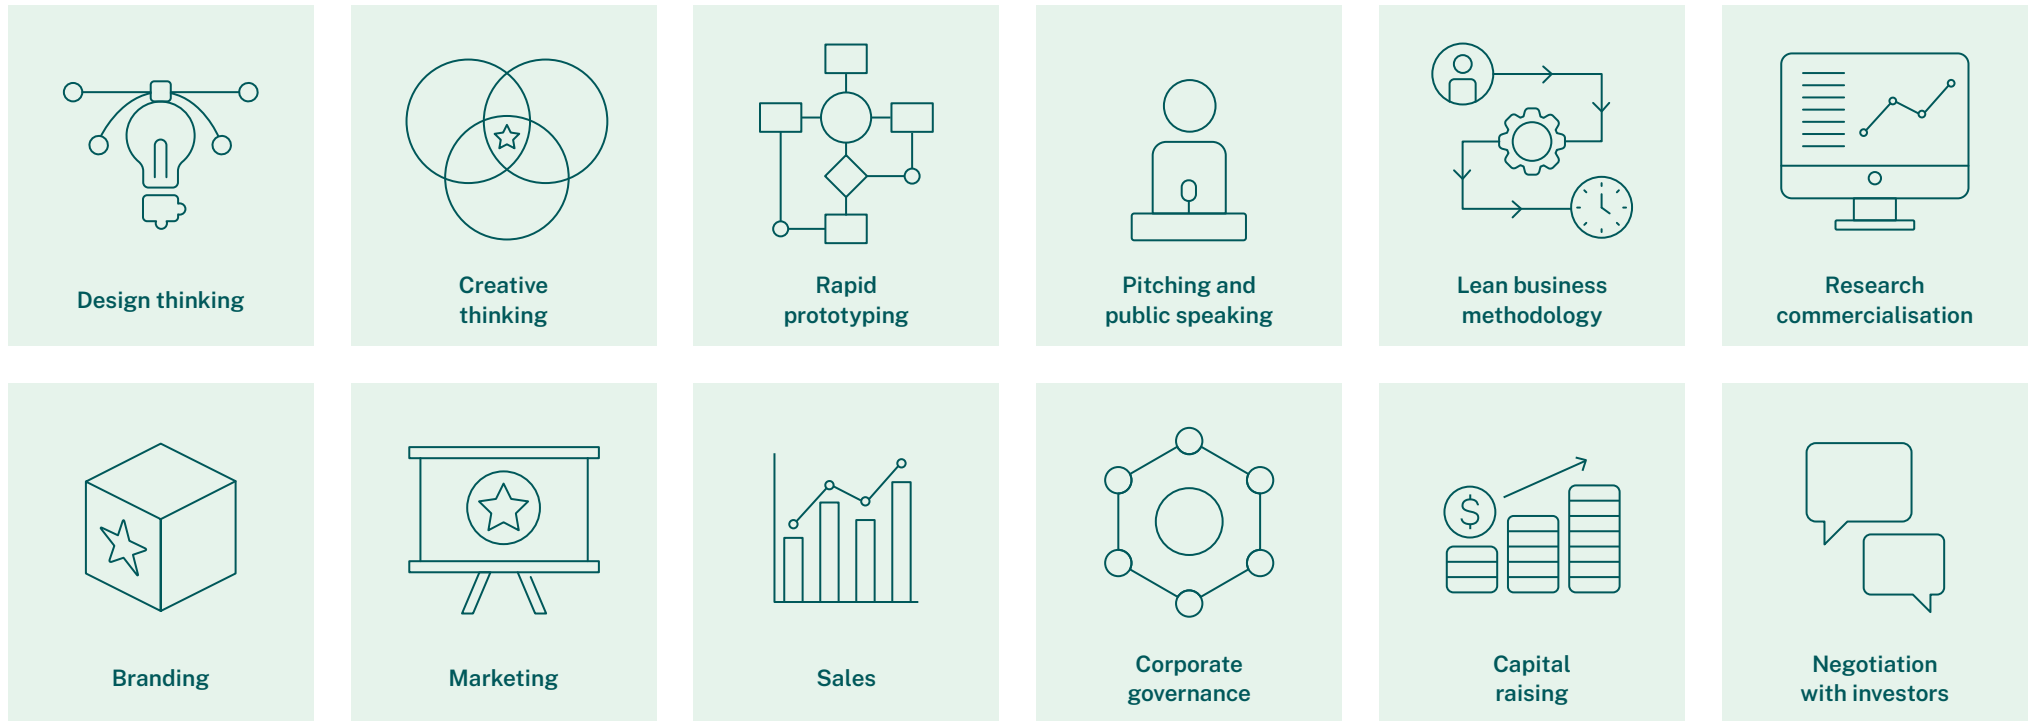 Design thinking
Creative
thinking
Rapid
prototyping
Pitching and
public speaking
Lean business
methodology
Research
commercialisation
$
Branding
Marketing
Sales
Corporate
governance
Capital
raising
Negotiation
with investors